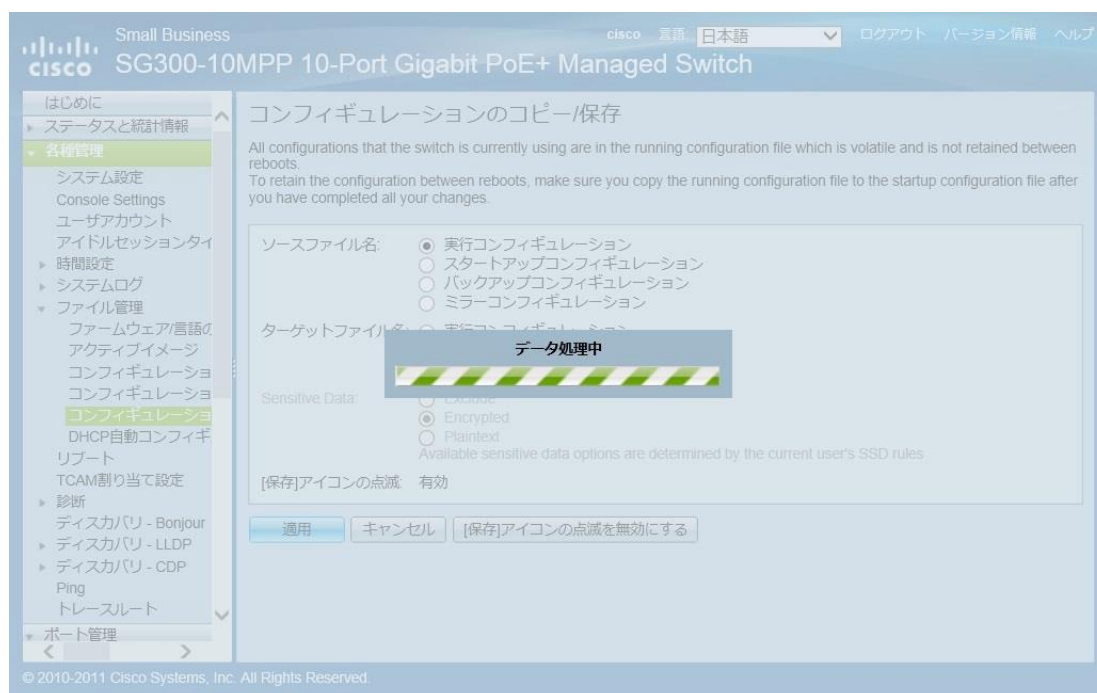 Small Business
cisco 言語 日本語 ログアウト バージョン情報 ヘルプ
CISCO SG300-10MPP 10-Port Gigabit PoE+ Managed Switch
はじめに
ステータスと統計情報
各種管理
システム設定
Console Settings
ユーザアカウント
アイドルセッションタイ
時間設定
システムログ
ファイル管理
ファームウェア/言語の
アクティブイメージ
コンフィギュレーショ
コンフィギュレーショ
コンフィギュレーショ
DHCP自動コンフィギ
リブート
TCAM割り当て設定
診断
ディスカバリ - Bonjour
ディスカバリ - LLDP
ディスカバリ - CDP
Ping
トレースルート
ポート管理
コンフィギュレーションのコピー/保存
All configurations that the switch is currently using are in the running configuration file which is volatile and is not retained between
reboots.
To retain the configuration between reboots, make sure you copy the running configuration file to the startup configuration file after
you have completed all your changes.
ソースファイル名: 実行コンフィギュレーション
スタートアップコンフィギュレーション
バックアップコンフィギュレーション
ミラーコンフィギュレーション
ターゲットファイル名: 実行コンフィギュレーション
データ処理中
Sensitive Data: Exclude
Encrypted
Plaintext
Available sensitive data options are determined by the current user's SSD rules
[保存]アイコンの点滅: 有効
適用 キャンセル [保存]アイコンの点滅を無効にする
© 2010-2011 Cisco Systems, Inc. All Rights Reserved.